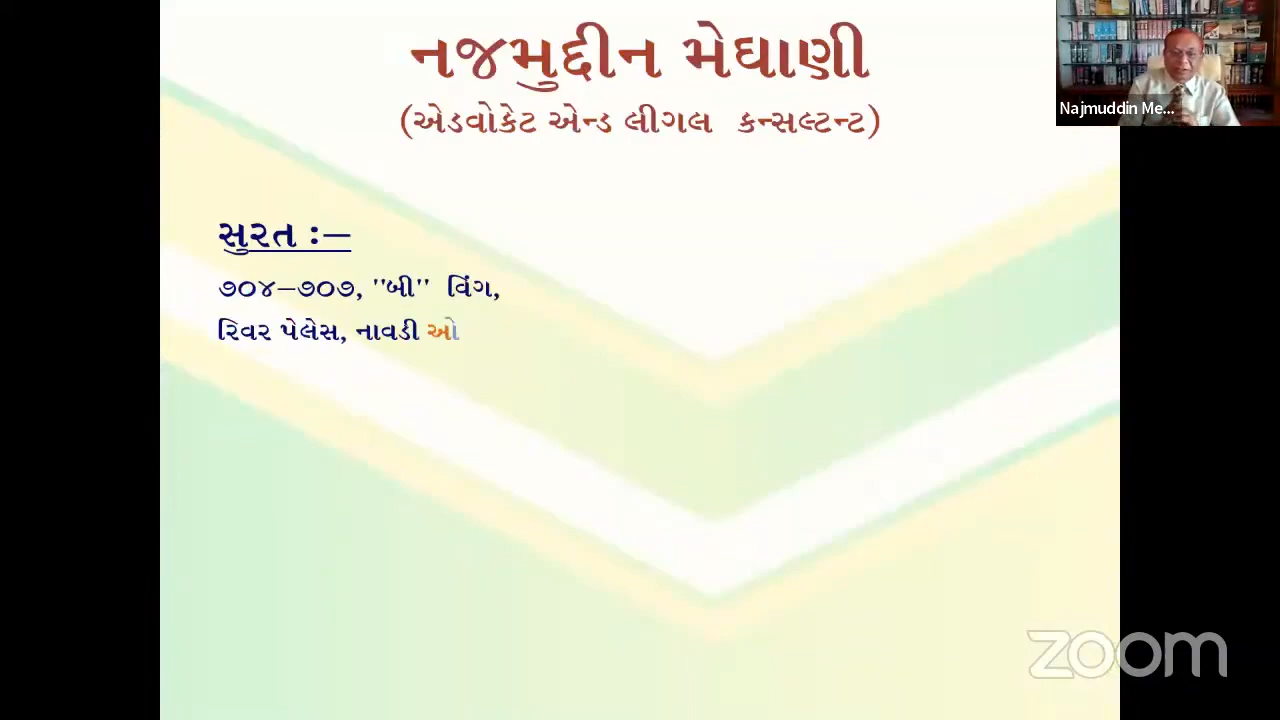 નજમુદ્દીન મેઘાણી
(એડવોકેટ એન્ડ લીગલ કન્સલ્ટન્ટ)
Najmuddin Me...
સુરત :–
૭૦૪–૭૦૭, "બી" વિંગ,
રિવર પેલેસ, નાવડી ઓ
zoom